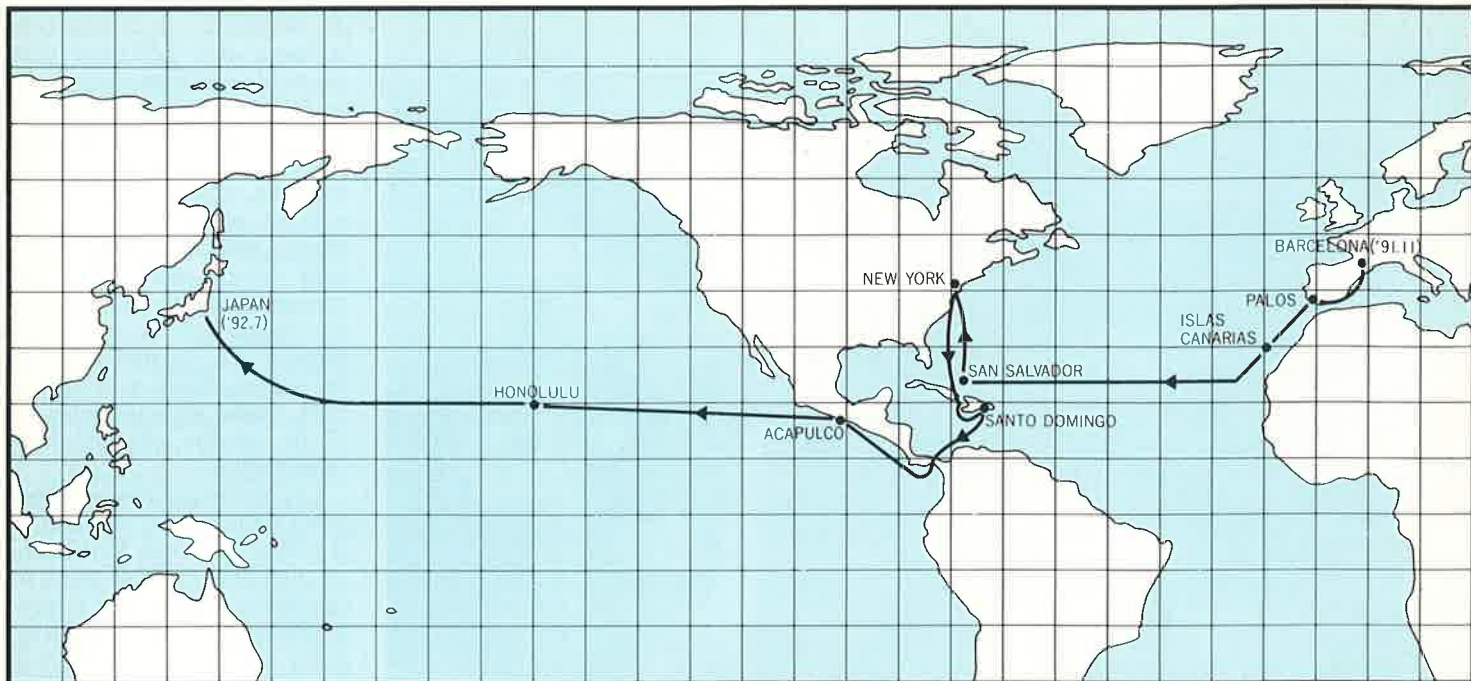 BARCELONA('91.11)
NEW YORK
PALOS
JAPAN
('92.7)
ISLAS
CANARIAS
SAN SALVADOR
HONOLULU
SANTO DOMINGO
ACAPULCO